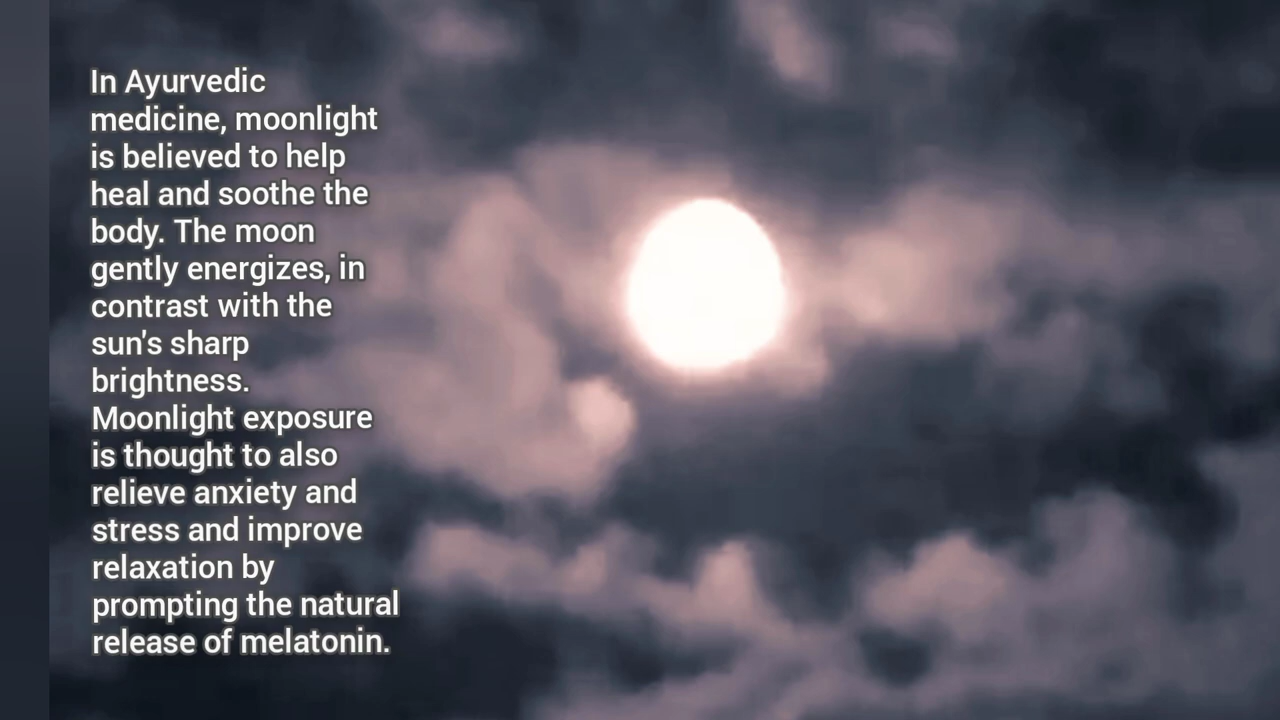 In Ayurvedic
medicine, moonlight
is believed to help
heal and soothe the
body. The moon
gently energizes, in
contrast with the
sun's sharp
brightness.
Moonlight exposure
is thought to also
relieve anxiety and
stress and improve
relaxation by
prompting the natural
release of melatonin.